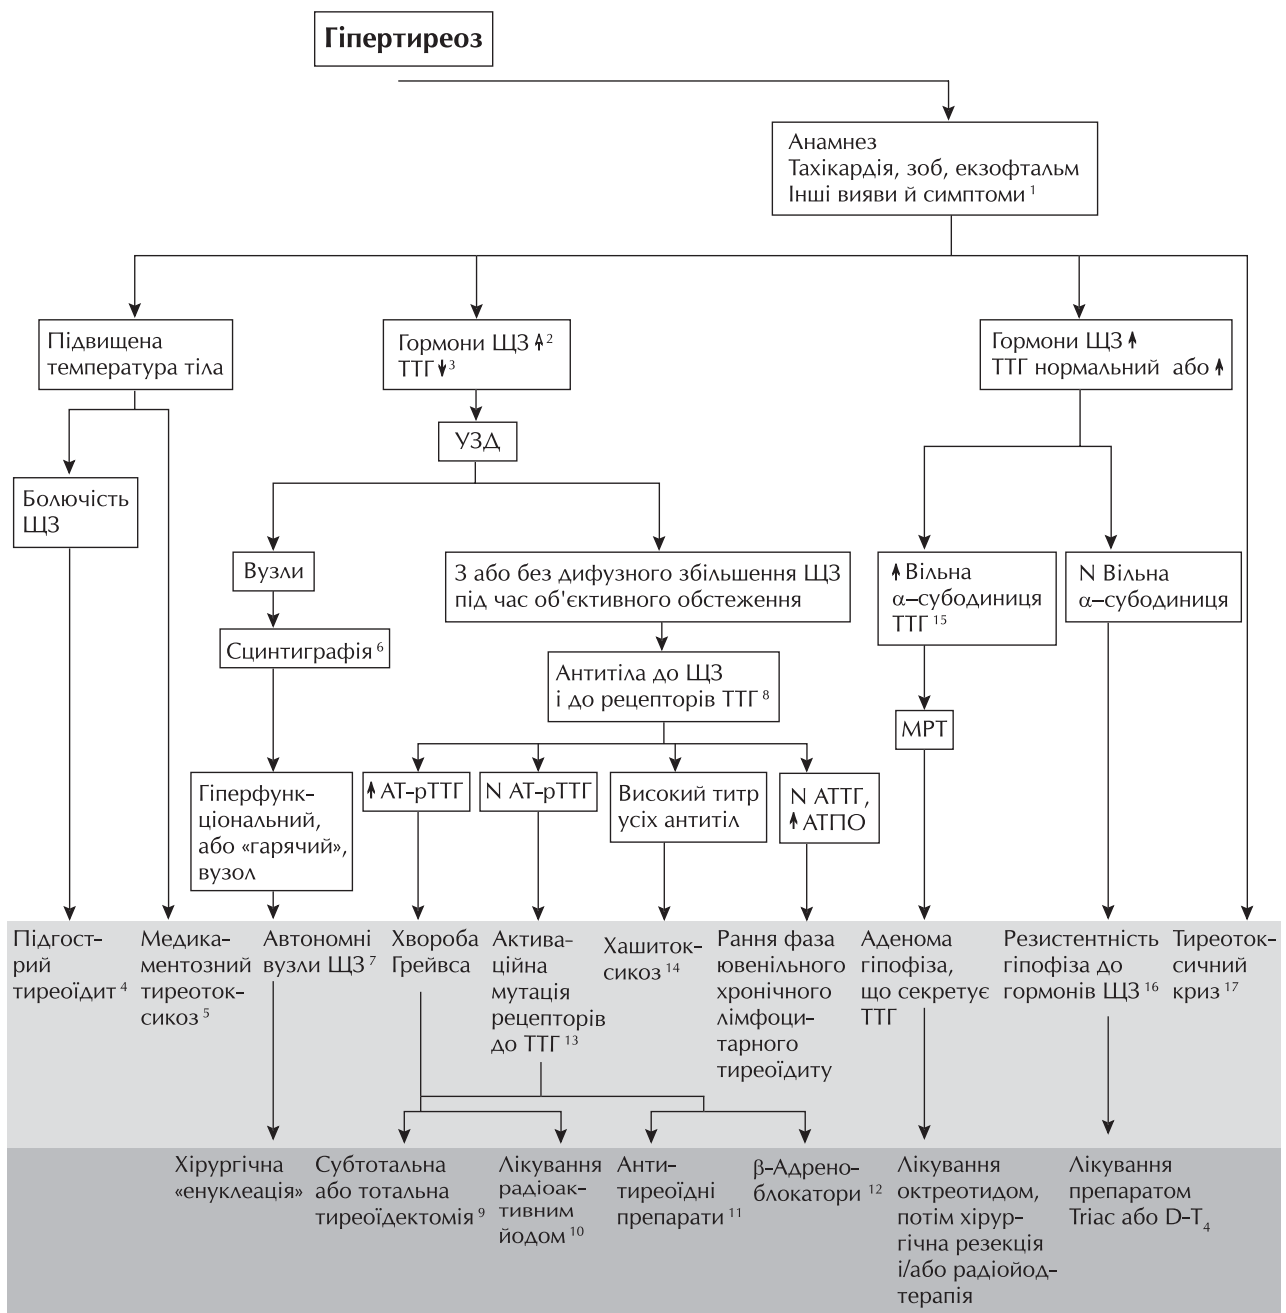 Гіпертиреоз
Анамнез
Тахікардія, зоб, екзофтальм
Інші вияви й симптоми 1
Підвищена
температура тіла
Гормони ЩЗ ↑ 2
ТТГ ↓ 3
Гормони ЩЗ ↑
ТТГ нормальний або ↑
УЗД
Болючість
ЩЗ
Вузли
З або без дифузного збільшення ЩЗ
під час об'єктивного обстеження
↑ Вільна
α–субодиниця
ТТГ 15
N Вільна
α–субодиниця
Сцинтиграфія 6
Антитіла до ЩЗ
і до рецепторів ТТГ 8
МРТ
Гіперфунк-
ціональний,
або «гарячий»,
вузол
↑ АТ–рТТГ
N АТ–рТТГ
Високий титр
усіх антитіл
N АТТГ,
↑ АТПО
Підгост-
рий
тиреоїдит 4
Медика-
ментозний
тиреоток-
сикоз 5
Автономні
вузли ЩЗ 7
Хвороба
Грейвса
Актива-
ційна
мутація
рецепторів
до ТТГ 13
Хашиток-
сикоз 14
Рання фаза
ювенільного
хронічного
лімфоци-
тарного
тиреоїдиту
Аденома
гіпофіза,
що секретує
ТТГ
Резистентність
гіпофіза до
гормонів ЩЗ 16
Тиреоток-
сичний
криз 17
Хірургічна
«енуклеація»
Субтотальна
або тотальна
тиреоїдектомія 9
Лікування
радіоак-
тивним
йодом 10
Анти-
тиреоїдні
препарати 11
β–Адрено-
блокатори 12
Лікування
октреотидом,
потім хірур-
гічна резекція
і/або радіойод-
терапія
Лікування
препаратом
Triac або D–T4